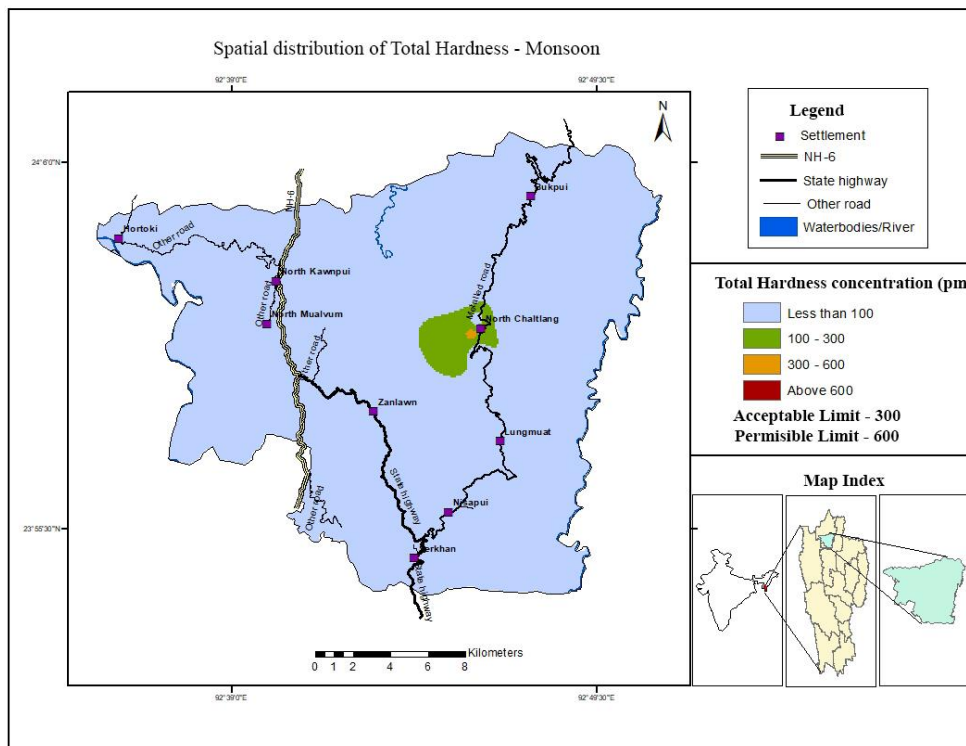 Spatial distribution of Total Hardness - Monsoon
92°39'0"E
92°49'30"E
N
24°6'0"N
23°55'30"N
Hortoki
Other road
NH-6
North Kawnpui
Other road
North Mualvum
Other road
Zanlawn
State highway
Other road
Bukpui
Metalled road
North Chaltlang
Lungmuat
Nisapui
Serkhan
State highway
0 1 2 4 6 8
Kilometers
92°39'0"E
92°49'30"E
Legend
Settlement
NH-6
State highway
Other road
Waterbodies/River
Total Hardness concentration (pm
Less than 100
100 - 300
300 - 600
Above 600
Acceptable Limit - 300
Permisible Limit - 600
Map Index